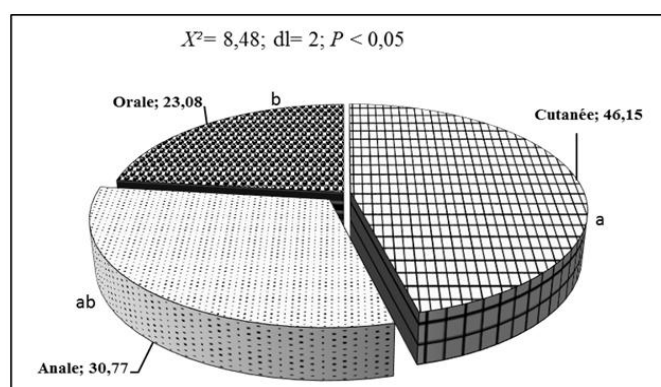 X²= 8,48; dl= 2; P < 0,05
b
Orale; 23,08
Cutanée; 46,15
a
ab
Anale; 30,77